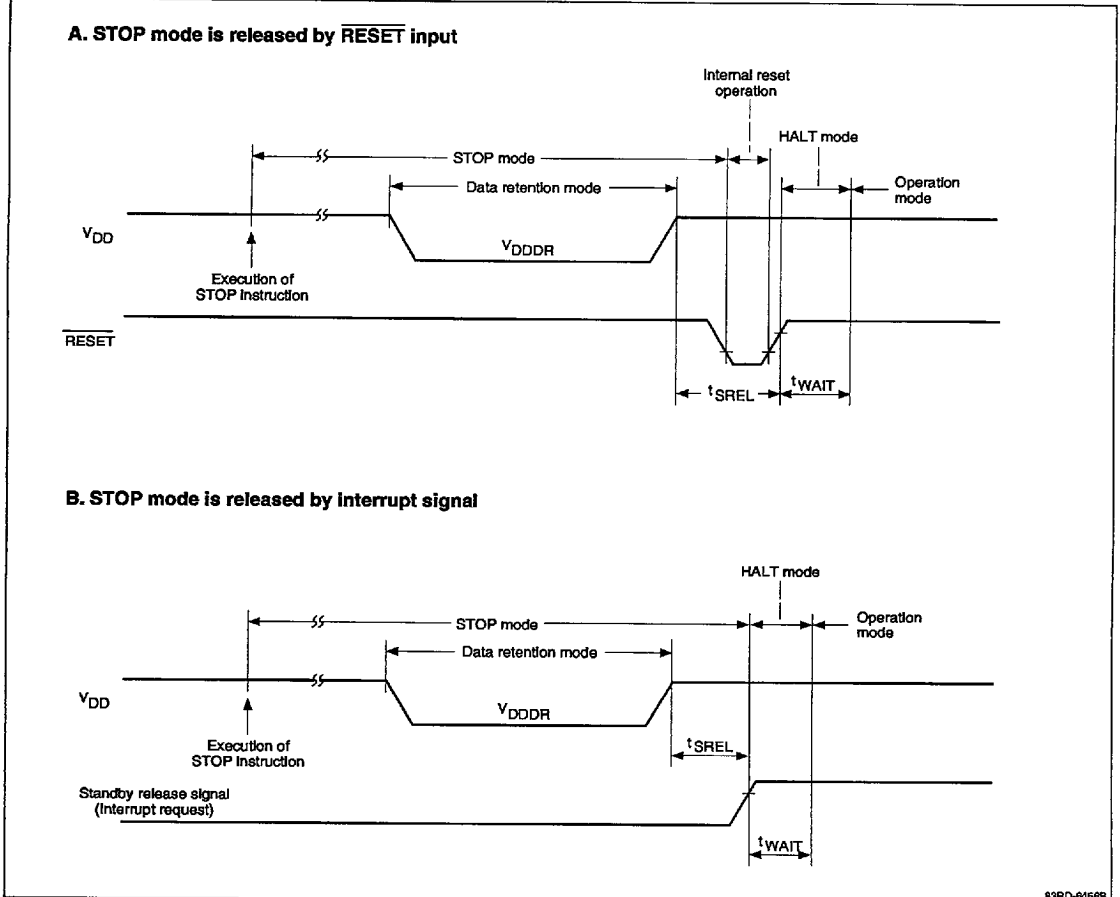 A. STOP mode is released by RESET input
Internal reset
operation
HALT mode
STOP mode
Data retention mode
Operation
mode
VDD
VDDDR
Execution of
STOP Instruction
RESET
tSREL
tWAIT
B. STOP mode is released by interrupt signal
HALT mode
STOP mode
Operation
mode
Data retention mode
VDD
VDDDR
tSREL
Execution of
STOP Instruction
Standby release signal
(Interrupt request)
tWAIT